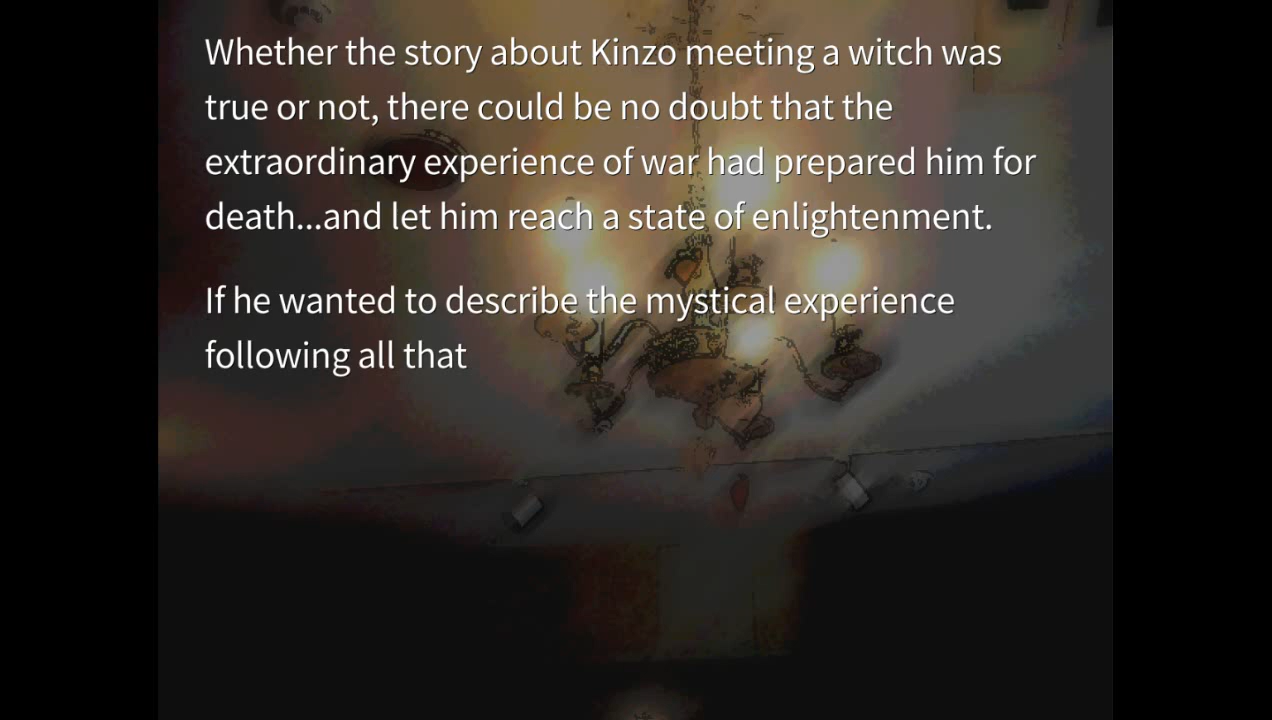 Whether the story about Kinzo meeting a witch was
true or not, there could be no doubt that the
extraordinary experience of war had prepared him for
death...and let him reach a state of enlightenment.
If he wanted to describe the mystical experience
following all that